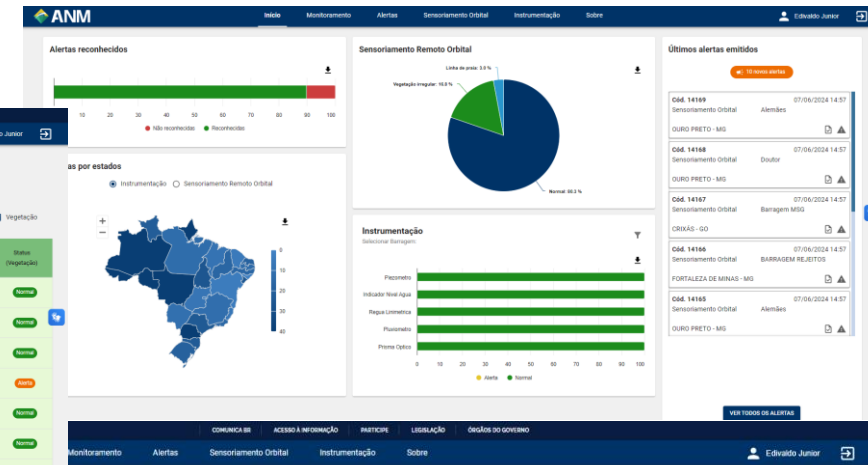 ANM
Início Monitoramento Alertas Sensoriamento Orbital Instrumentação Sobre
Edivaldo Junior
Alertas reconhecidos
10 20 30 40 50 60 70 80 90 100
Não reconhecidas Reconhecidas
as por estados
Instrumentação Sensoriamento Remoto Orbital
+
−
0
10
20
30
40
Sensoriamento Remoto Orbital
Linha de praia: 3.0 %
Vegetação irregular:
Normal:
Instrumentação
Selecionar Barragem:
Piezometro
Indicador Nivel Agua
Regua Linimetrica
Pluviometro
Prisma Optico
0 10 20 30 40 50 60 70 80 90 100
Alerta Normal
Últimos alertas emitidos
10 novos alertas
Cód. 14169 07/06/2024 14:57
Sensoriamento Orbital Alemães
OURO PRETO - MG
Cód. 14168 07/06/2024 14:57
Sensoriamento Orbital Doutor
OURO PRETO - MG
Cód. 14167 07/06/2024 14:57
Sensoriamento Orbital Barragem MSG
CRIXÁS - GO
Cód. 14166 07/06/2024 14:57
Sensoriamento Orbital BARRAGEM REJEITOS
FORTALEZA DE MINAS - MG
Cód. 14165 07/06/2024 14:57
Sensoriamento Orbital Alemães
OURO PRETO - MG
VER TODOS OS ALERTAS
do Junior
Vegetação
Status
(Vegetação)
Normal
Normal
Normal
Alerta
Normal
Normal
COMUNICA BR ACESSO À INFORMAÇÃO PARTICIPE LEGISLAÇÃO ÓRGÃOS DO GOVERNO
Monitoramento Alertas Sensoriamento Orbital Instrumentação Sobre
Edivaldo Junior